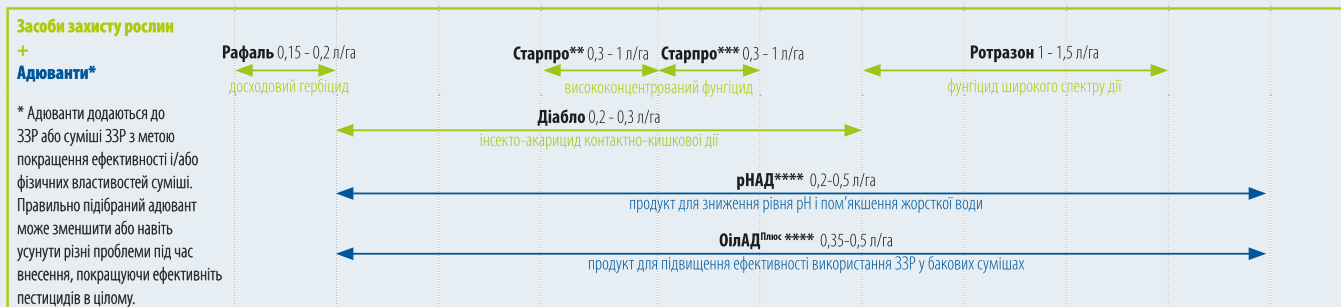 Засоби захисту рослин
+
Адюванти*
* Адюванти додаються до
ЗЗР або суміші ЗЗР з метою
покращення ефективності і/або
фізичних властивостей суміші.
Правильно підібраний адювант
може зменшити або навіть
усунути різні проблеми під час
внесення, покращуючи ефективніть
пестицидів в цілому.
Рафаль 0,15 - 0,2 л/га
досходовий гербіцид
Старпро** 0,3 - 1 л/га Старпро*** 0,3 - 1 л/га
висококонцентрований фунгіцид
Ротразон 1 - 1,5 л/га
фунгіцид широкого спектру дії
Діабло 0,2 - 0,3 л/га
інсекто-акарицид контактно-кишкової дії
рНАД**** 0,2-0,5 л/га
продукт для зниження рівня рН і пом’якшення жорсткої води
ОілАДПлюс **** 0,35-0,5 л/га
продукт для підвищення ефективності використання ЗЗР у бакових сумішах